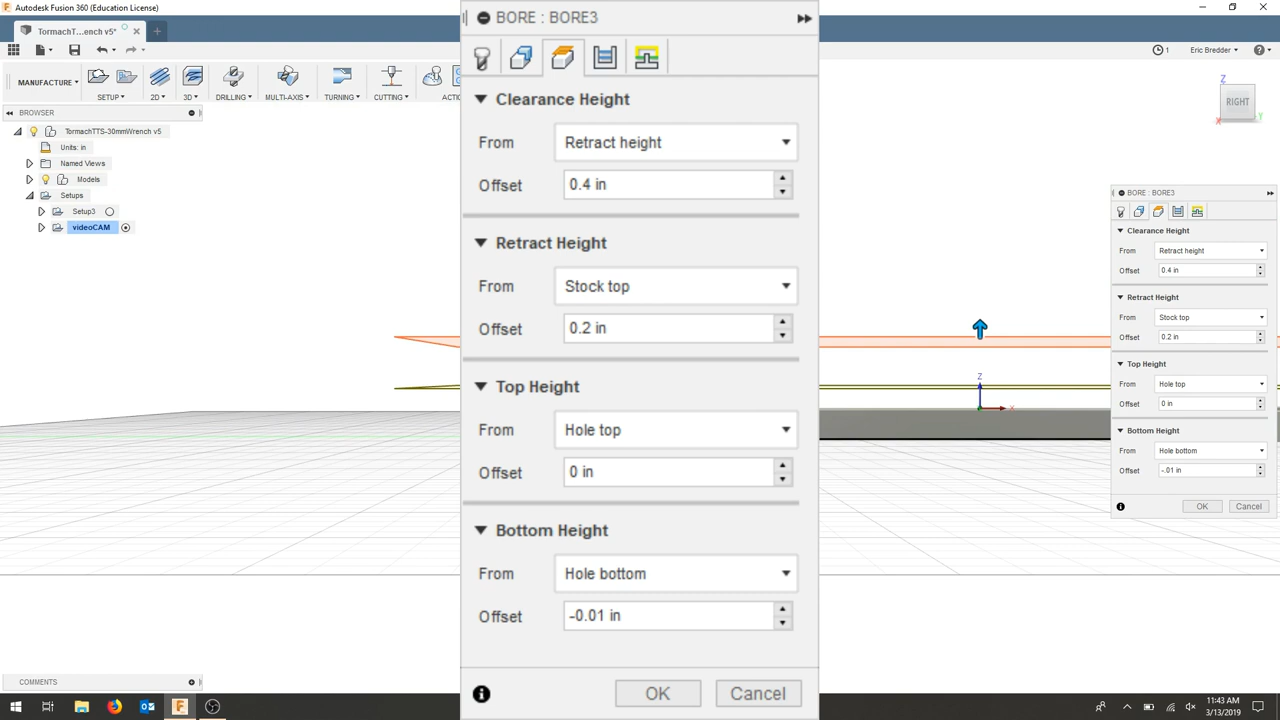 Autodesk Fusion 360 (Education License)
TormachT...ench v5*
1
Eric Bredder
MANUFACTURE
SETUP
2D
3D
DRILLING
MULTI-AXIS
TURNING
CUTTING
BROWSER
TormachTTS-30mmWrench v5
Units: in
Named Views
Models
Setups
Setup3
videoCAM
BORE : BORE3
Clearance Height
From Retract height
Offset 0.4 in
Retract Height
From Stock top
Offset 0.2 in
Top Height
From Hole top
Offset 0 in
Bottom Height
From Hole bottom
Offset -0.01 in
OK Cancel
Z
RIGHT
X
Y
Z
X
BORE : BORE3
Clearance Height
From Retract height
Offset 0.4 in
Retract Height
From Stock top
Offset 0.2 in
Top Height
From Hole top
Offset 0 in
Bottom Height
From Hole bottom
Offset -.01 in
OK Cancel
COMMENTS
11:43 AM
3/13/2019